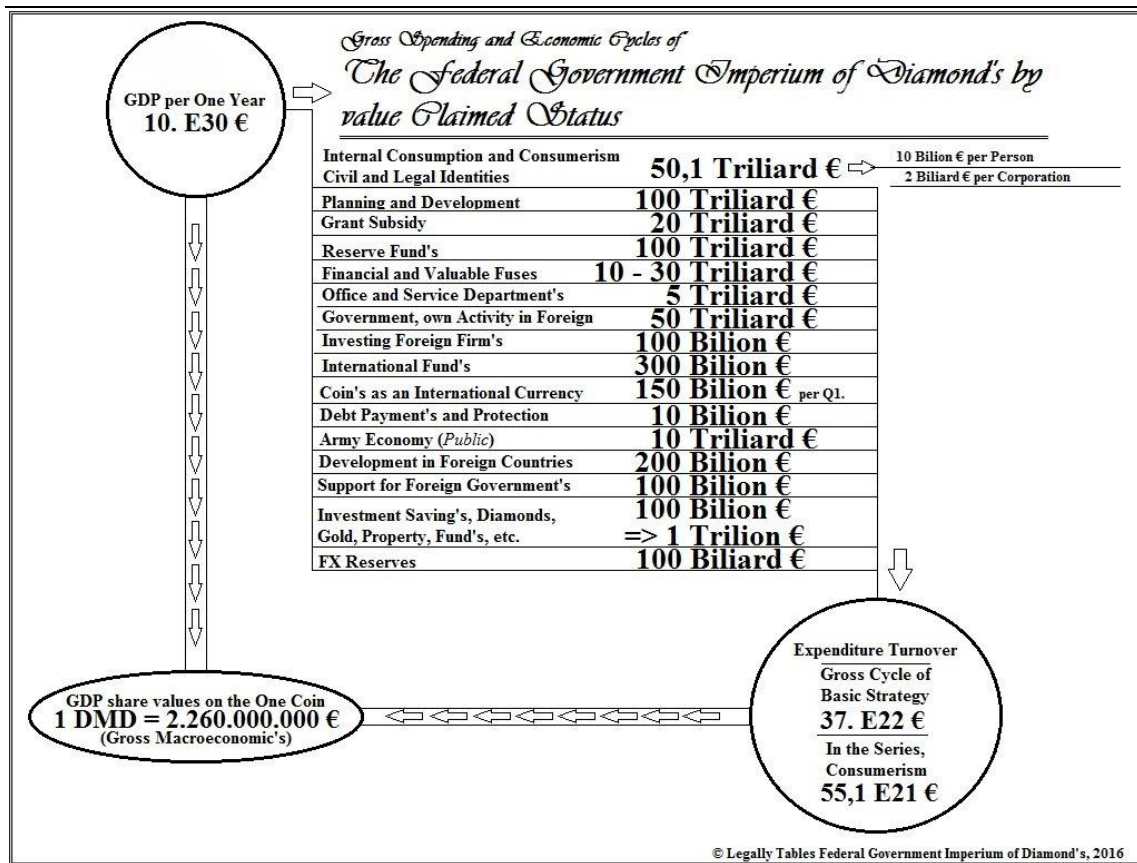 Gross Spending and Economic Cycles of"
The Federal Government Imperium of Diamond's by
value Claimed Status
GDP per One Year
10. E30 €
Internal Consumption and Consumerism
Civil and Legal Identities
50,1 Triliard €
10 Bilion € per Person
2 Biliard € per Corporation
Planning and Development 100 Triliard €
Grant Subsidy 20 Triliard €
Reserve Fund's 100 Triliard €
Financial and Valuable Fuses 10 - 30 Triliard €
Office and Service Department's 5 Triliard €
Government, own Activity in Foreign 50 Triliard €
Investing Foreign Firm's 100 Bilion €
International Fund's 300 Bilion €
Coin's as an International Currency 150 Bilion € per Q1.
Debt Payment's and Protection 10 Bilion €
Army Economy (Public) 10 Triliard €
Development in Foreign Countries 200 Bilion €
Support for Foreign Government's 100 Bilion €
Investment Saving's, Diamonds, 100 Bilion €
Gold, Property, Fund's, etc. => 1 Trilion €
FX Reserves 100 Biliard €
Expenditure Turnover
Gross Cycle of
Basic Strategy
37. E22 €
In the Series,
Consumerism
55,1 E21 €
GDP share values on the One Coin
1 DMD = 2.260.000.000 €
(Gross Macroeconomic's)
© Legally Tables Federal Government Imperium of Diamond's, 2016